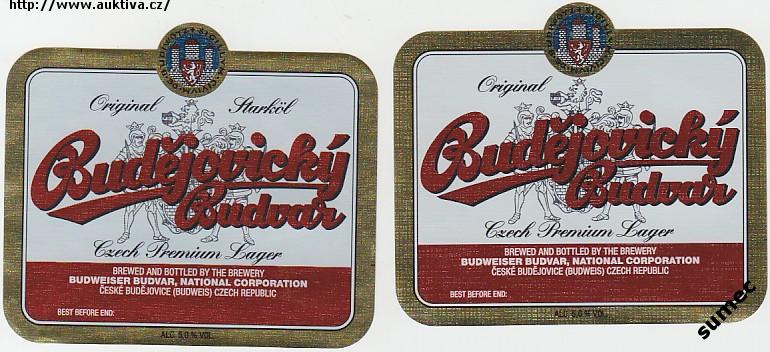 http://www.auktiva.cz/
Original Starköl
Budějovický
Budvar
Czech Premium Lager
BREWED AND BOTTLED BY THE BREWERY
BUDWEISER BUDVAR, NATIONAL CORPORATION
ČESKÉ BUDĚJOVICE (BUDWEIS) CZECH REPUBLIC
BEST BEFORE END:
ALC. 5,0 % VOL.
Original
Budějovický
Budvar
Czech Premium Lager
BREWED AND BOTTLED BY THE BREWERY
BUDWEISER BUDVAR, NATIONAL CORPORATION
ČESKÉ BUDĚJOVICE (BUDWEIS) CZECH REPUBLIC
BEST BEFORE END:
ALC. 5,0 % VOL.
sumec